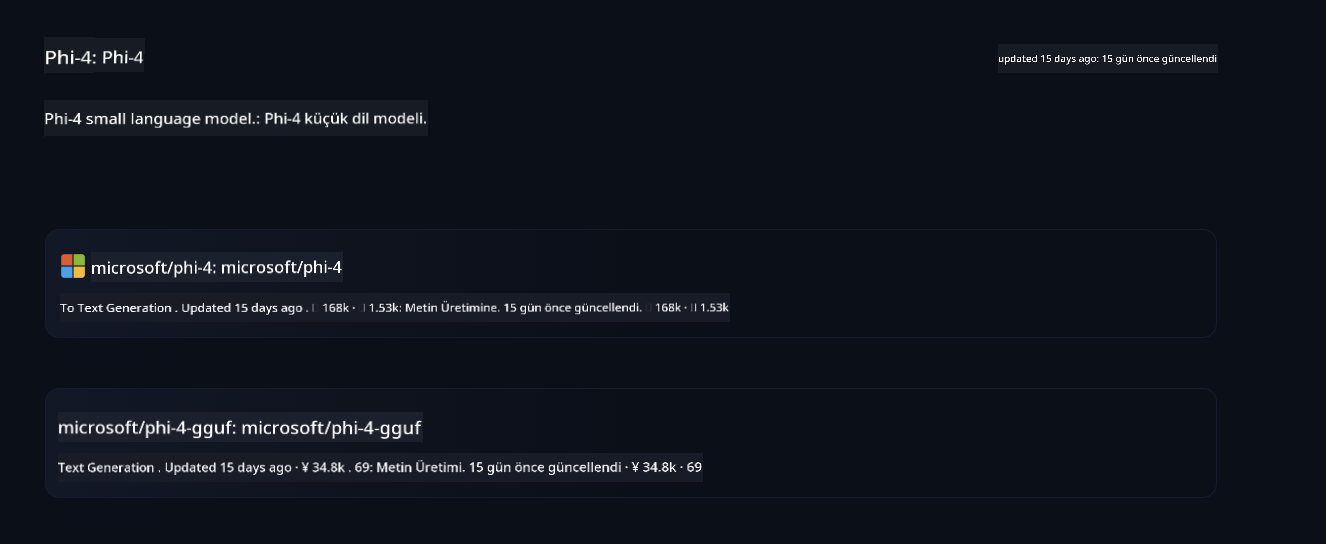 Phi-4: Phi-4
updated 15 days ago: 15 gün önce güncellendi
Phi-4 small language model.: Phi-4 küçük dil modeli.
microsoft/phi-4: microsoft/phi-4
To Text Generation . Updated 15 days ago . 168k · 1.53k: Metin Üretimine. 15 gün önce güncellendi. 168k · 1.53k
microsoft/phi-4-gguf: microsoft/phi-4-gguf
Text Generation . Updated 15 days ago · ¥ 34.8k . 69: Metin Üretimi. 15 gün önce güncellendi · ¥ 34.8k · 69